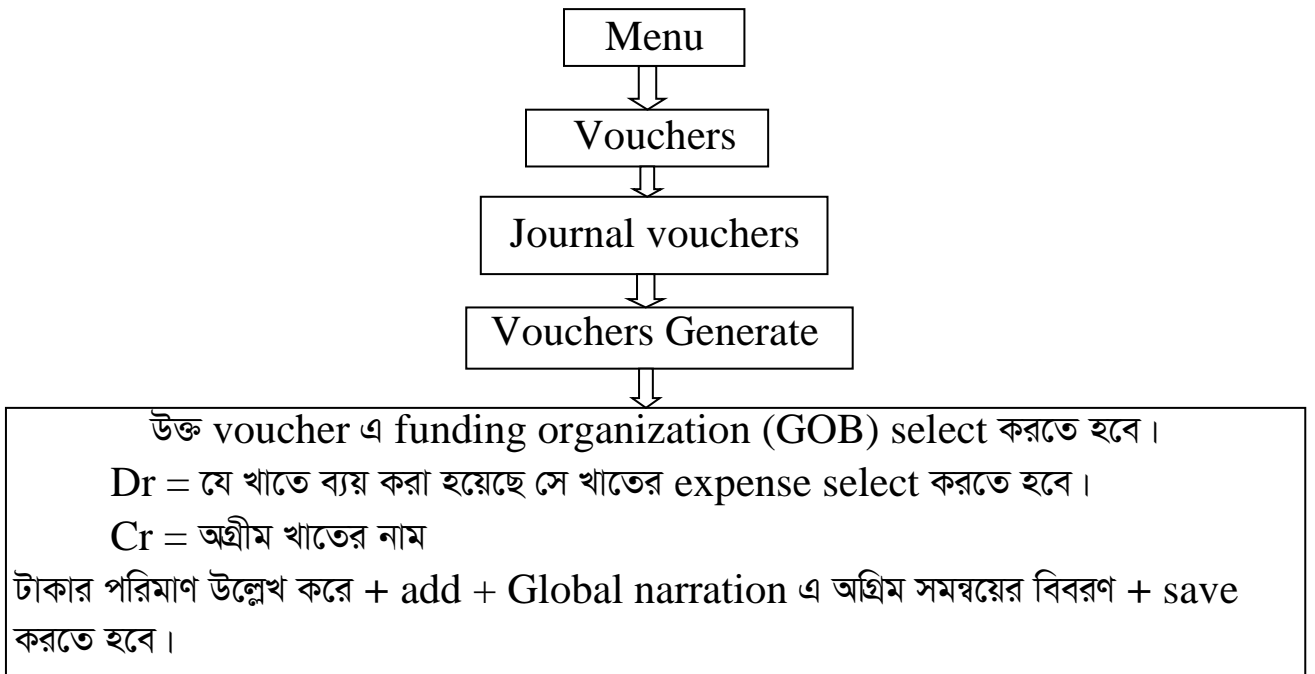 Menu
Vouchers
Journal vouchers
Vouchers Generate
উক্ত voucher এ funding organization (GOB) select করতে হবে।
Dr = যে খাতে ব্যয় করা হয়েছে সে খাতের expense select করতে হবে।
Cr = অগ্রীম খাতের নাম
টাকার পরিমাণ উল্লেখ করে + add + Global narration এ অগ্রিম সমন্বয়ের বিবরণ + save
করতে হবে।